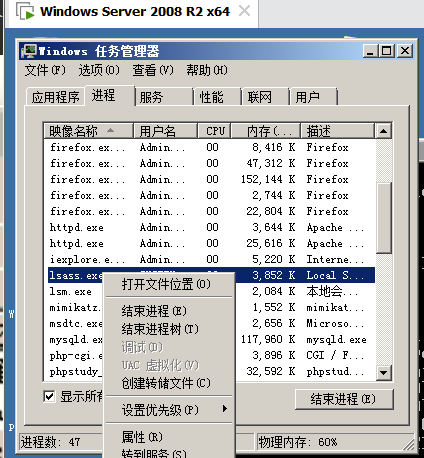 Windows Server 2008 R2 x64
Windows 任务管理器
文件(F) 选项(O) 查看(V) 帮助(H)
应用程序 进程 服务 性能 联网 用户
映像名称 用户名 CPU 内存(... 描述
firefox.ex... Admin... 00 8,416 K Firefox
firefox.ex... Admin... 00 47,312 K Firefox
firefox.ex... Admin... 00 152,144 K Firefox
firefox.ex... Admin... 00 2,744 K Firefox
firefox.ex... Admin... 00 22,804 K Firefox
httpd.exe Admin... 00 3,644 K Apache ...
httpd.exe Admin... 00 25,616 K Apache ...
iexplore.e... Admin... 00 5,220 K Interne...
lsass.exe 3,852 K Local S...
lsm.exe 2,084 K 本地会...
mimikatz. 1,552 K mimikat...
msdtc.exe 2,656 K Microso...
mysqld.ex 117,960 K mysqld....
php-cgi.e 3,896 K CGI / F...
phpstudy_ 32,592 K phpstud...
打开文件位置(O)
结束进程(E)
结束进程树(T)
调试(D)
UAC 虚拟化(V)
创建转储文件(C)
设置优先级(P)
属性(R)
转到服务(S)
显示所有
结束进程(E)
进程数: 47
物理内存: 60%